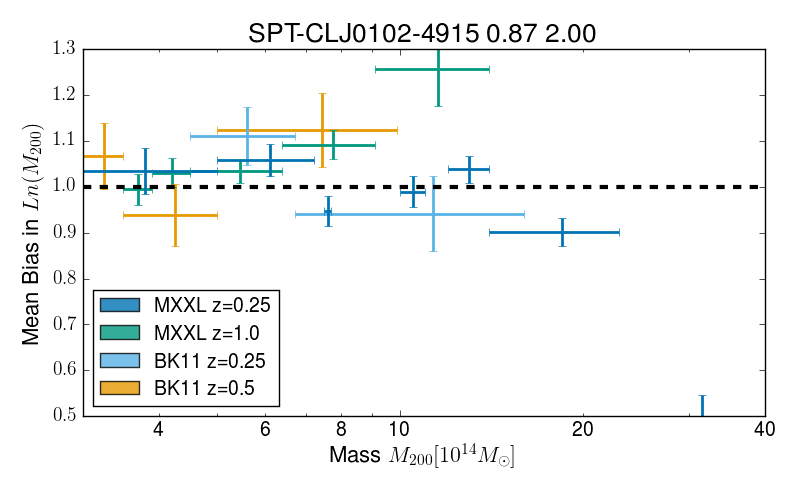 SPT-CLJ0102-4915 0.87 2.00
1.3
1.2
1.1
1.0
0.9
0.8
0.7
0.6
0.5
Mean Bias in Ln(M₂₀₀)
MXXL z=0.25
MXXL z=1.0
BK11 z=0.25
BK11 z=0.5
4 6 8 10 20 40
Mass M₂₀₀[10¹⁴M☉]